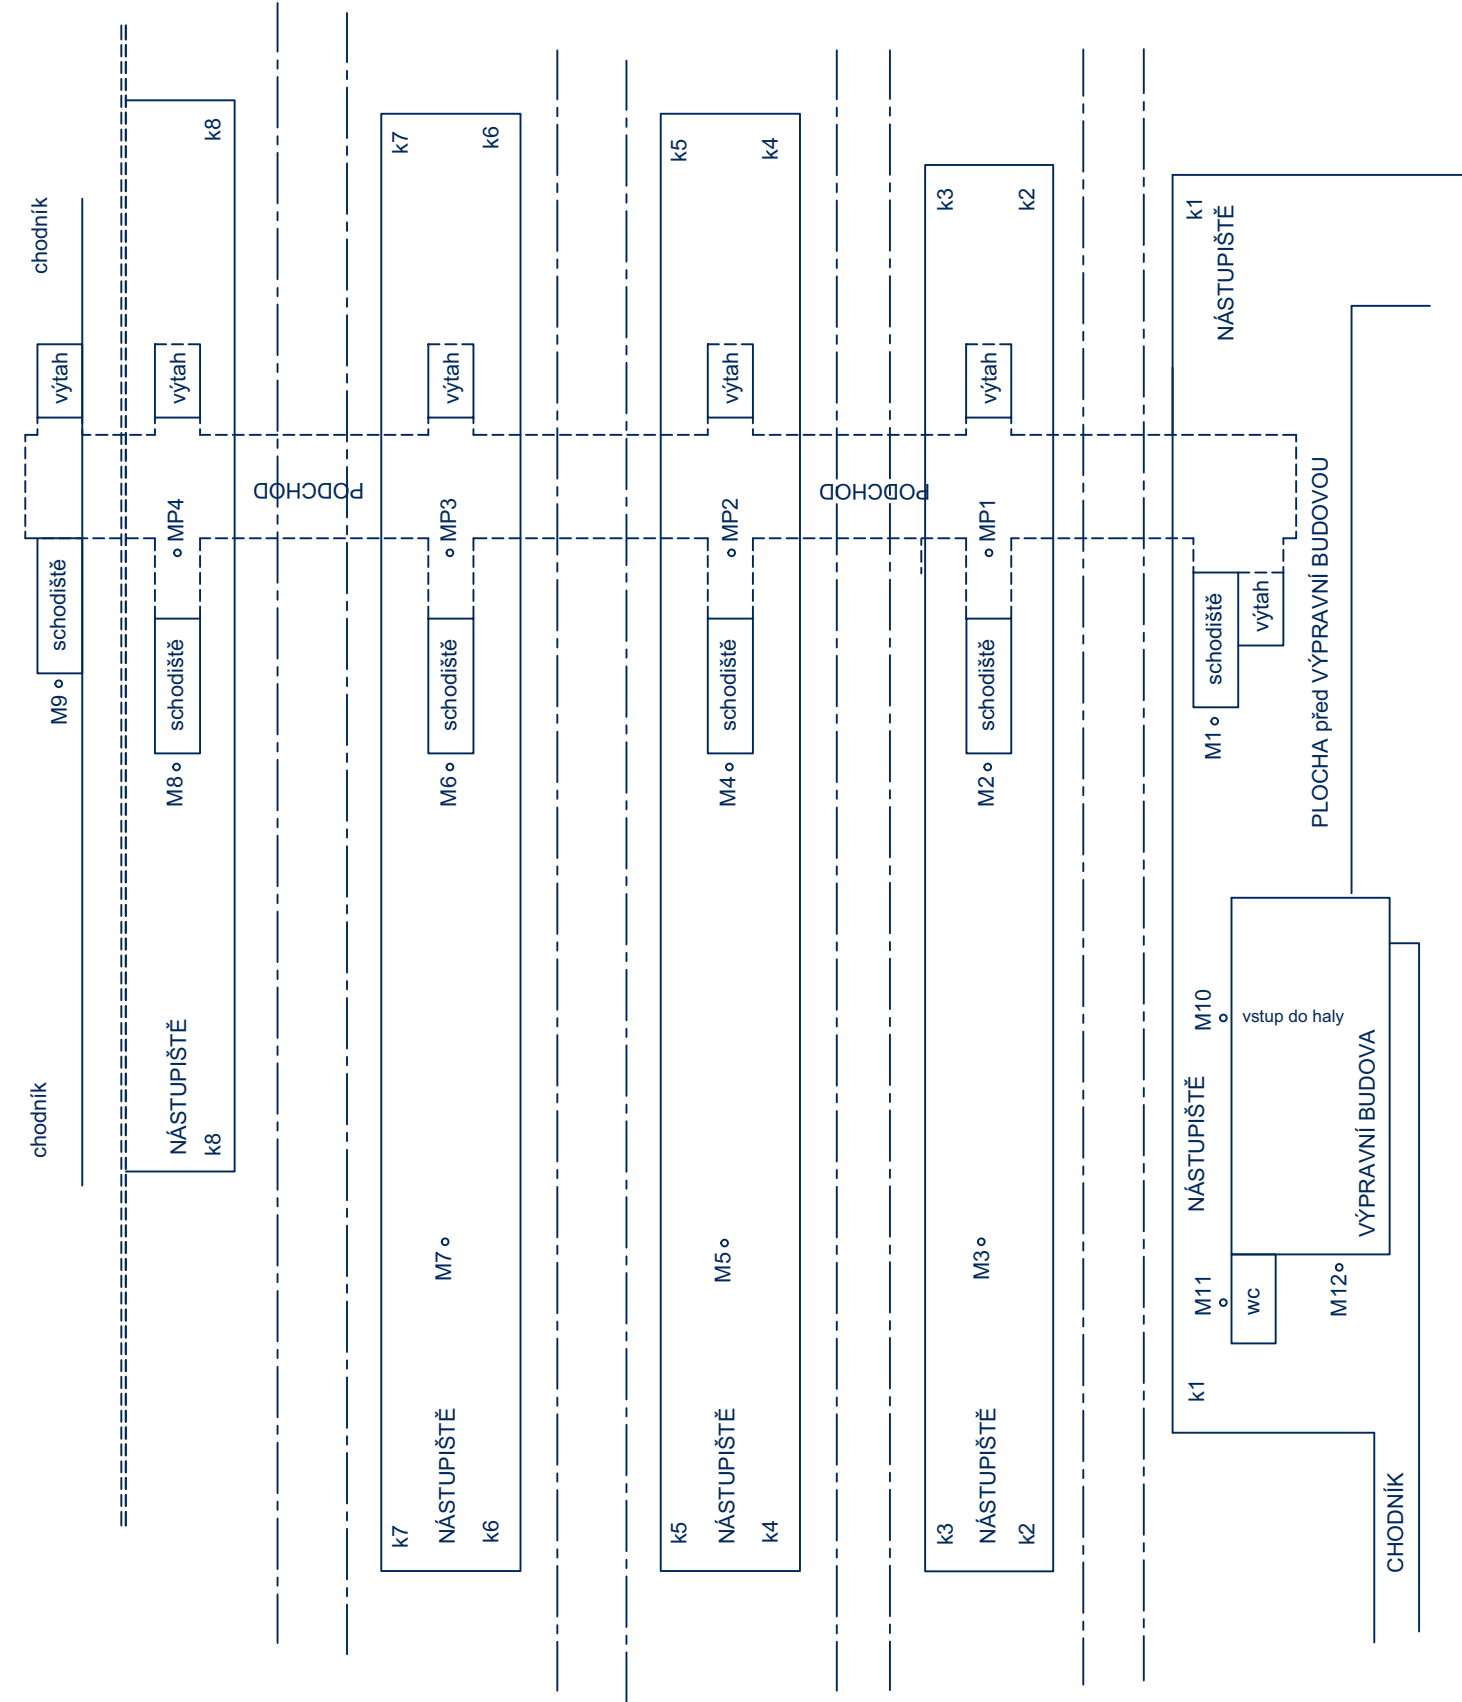 chodník
chodník
výtah
schodiště
M9
k8
výtah
MP4
schodiště
M8
NÁSTUPIŠTĚ
k8
PODCHOD
k7
k6
výtah
MP3
schodiště
M6
M7
NÁSTUPIŠTĚ
k7
k6
k5
k4
výtah
MP2
schodiště
M4
M5
NÁSTUPIŠTĚ
k5
k4
PODCHOD
k3
k2
výtah
MP1
schodiště
M2
M3
NÁSTUPIŠTĚ
k3
k2
k1
NÁSTUPIŠTĚ
schodiště
výtah
M1
PLOCHA před VÝPRAVNÍ BUDOVOU
M10
vstup do haly
NÁSTUPIŠTĚ
VÝPRAVNÍ BUDOVA
M11
wc
M12
k1
CHODNÍK